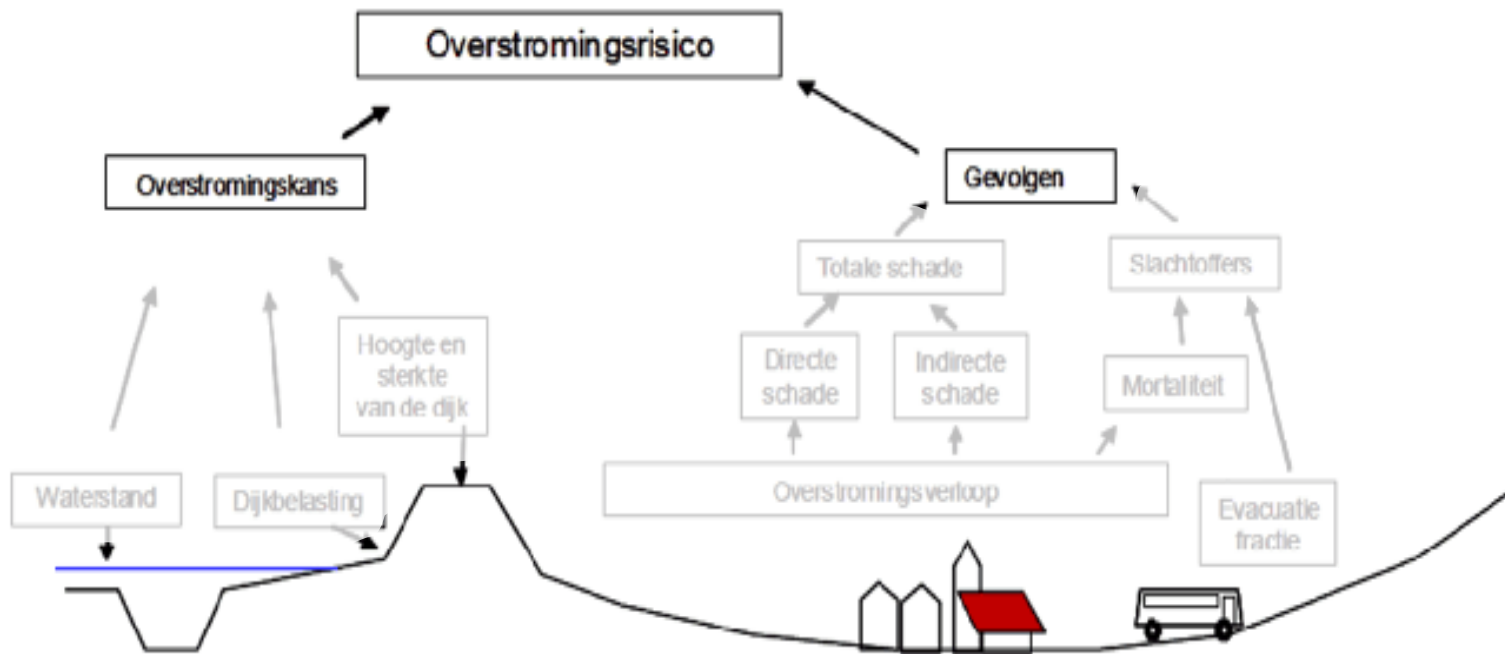 Overstromingsrisico
Overstromingskans
Gevolgen
Totale schade
Slachtoffers
Hoogte en
sterkte
van de dijk
Directe
schade
Indirecte
schade
Mortaliteit
Waterstand
Dijkbelasting
Overstromingsverloop
Evacuatie
fractie